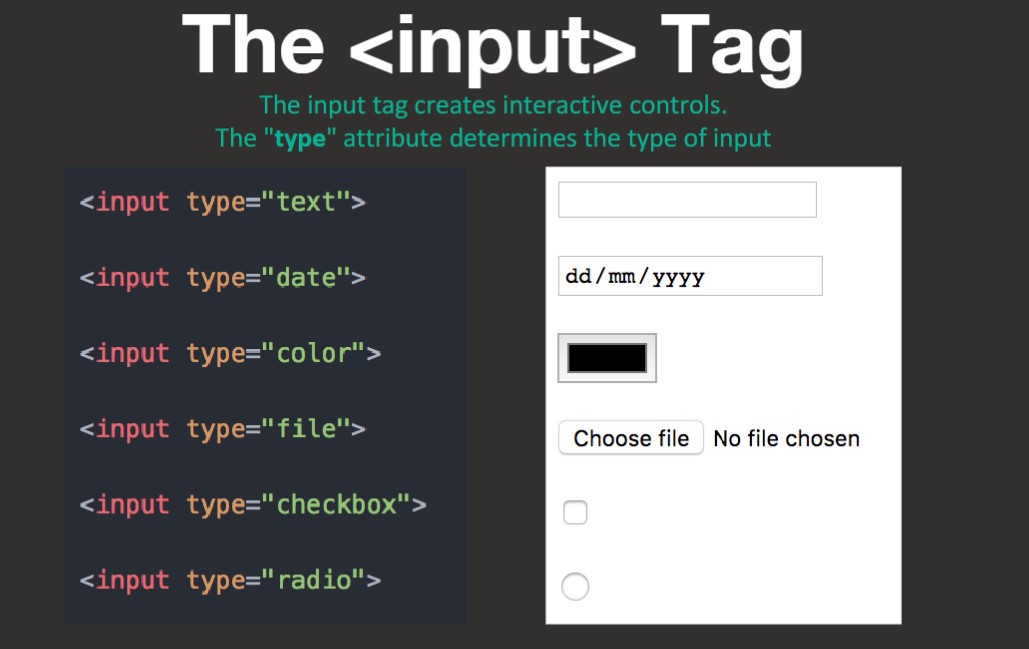 The <input> Tag
The input tag creates interactive controls.
The "type" attribute determines the type of input
<input type="text">
<input type="date">
dd/mm/yyyy
<input type="color">
<input type="file">
Choose file No file chosen
<input type="checkbox">
<input type="radio">